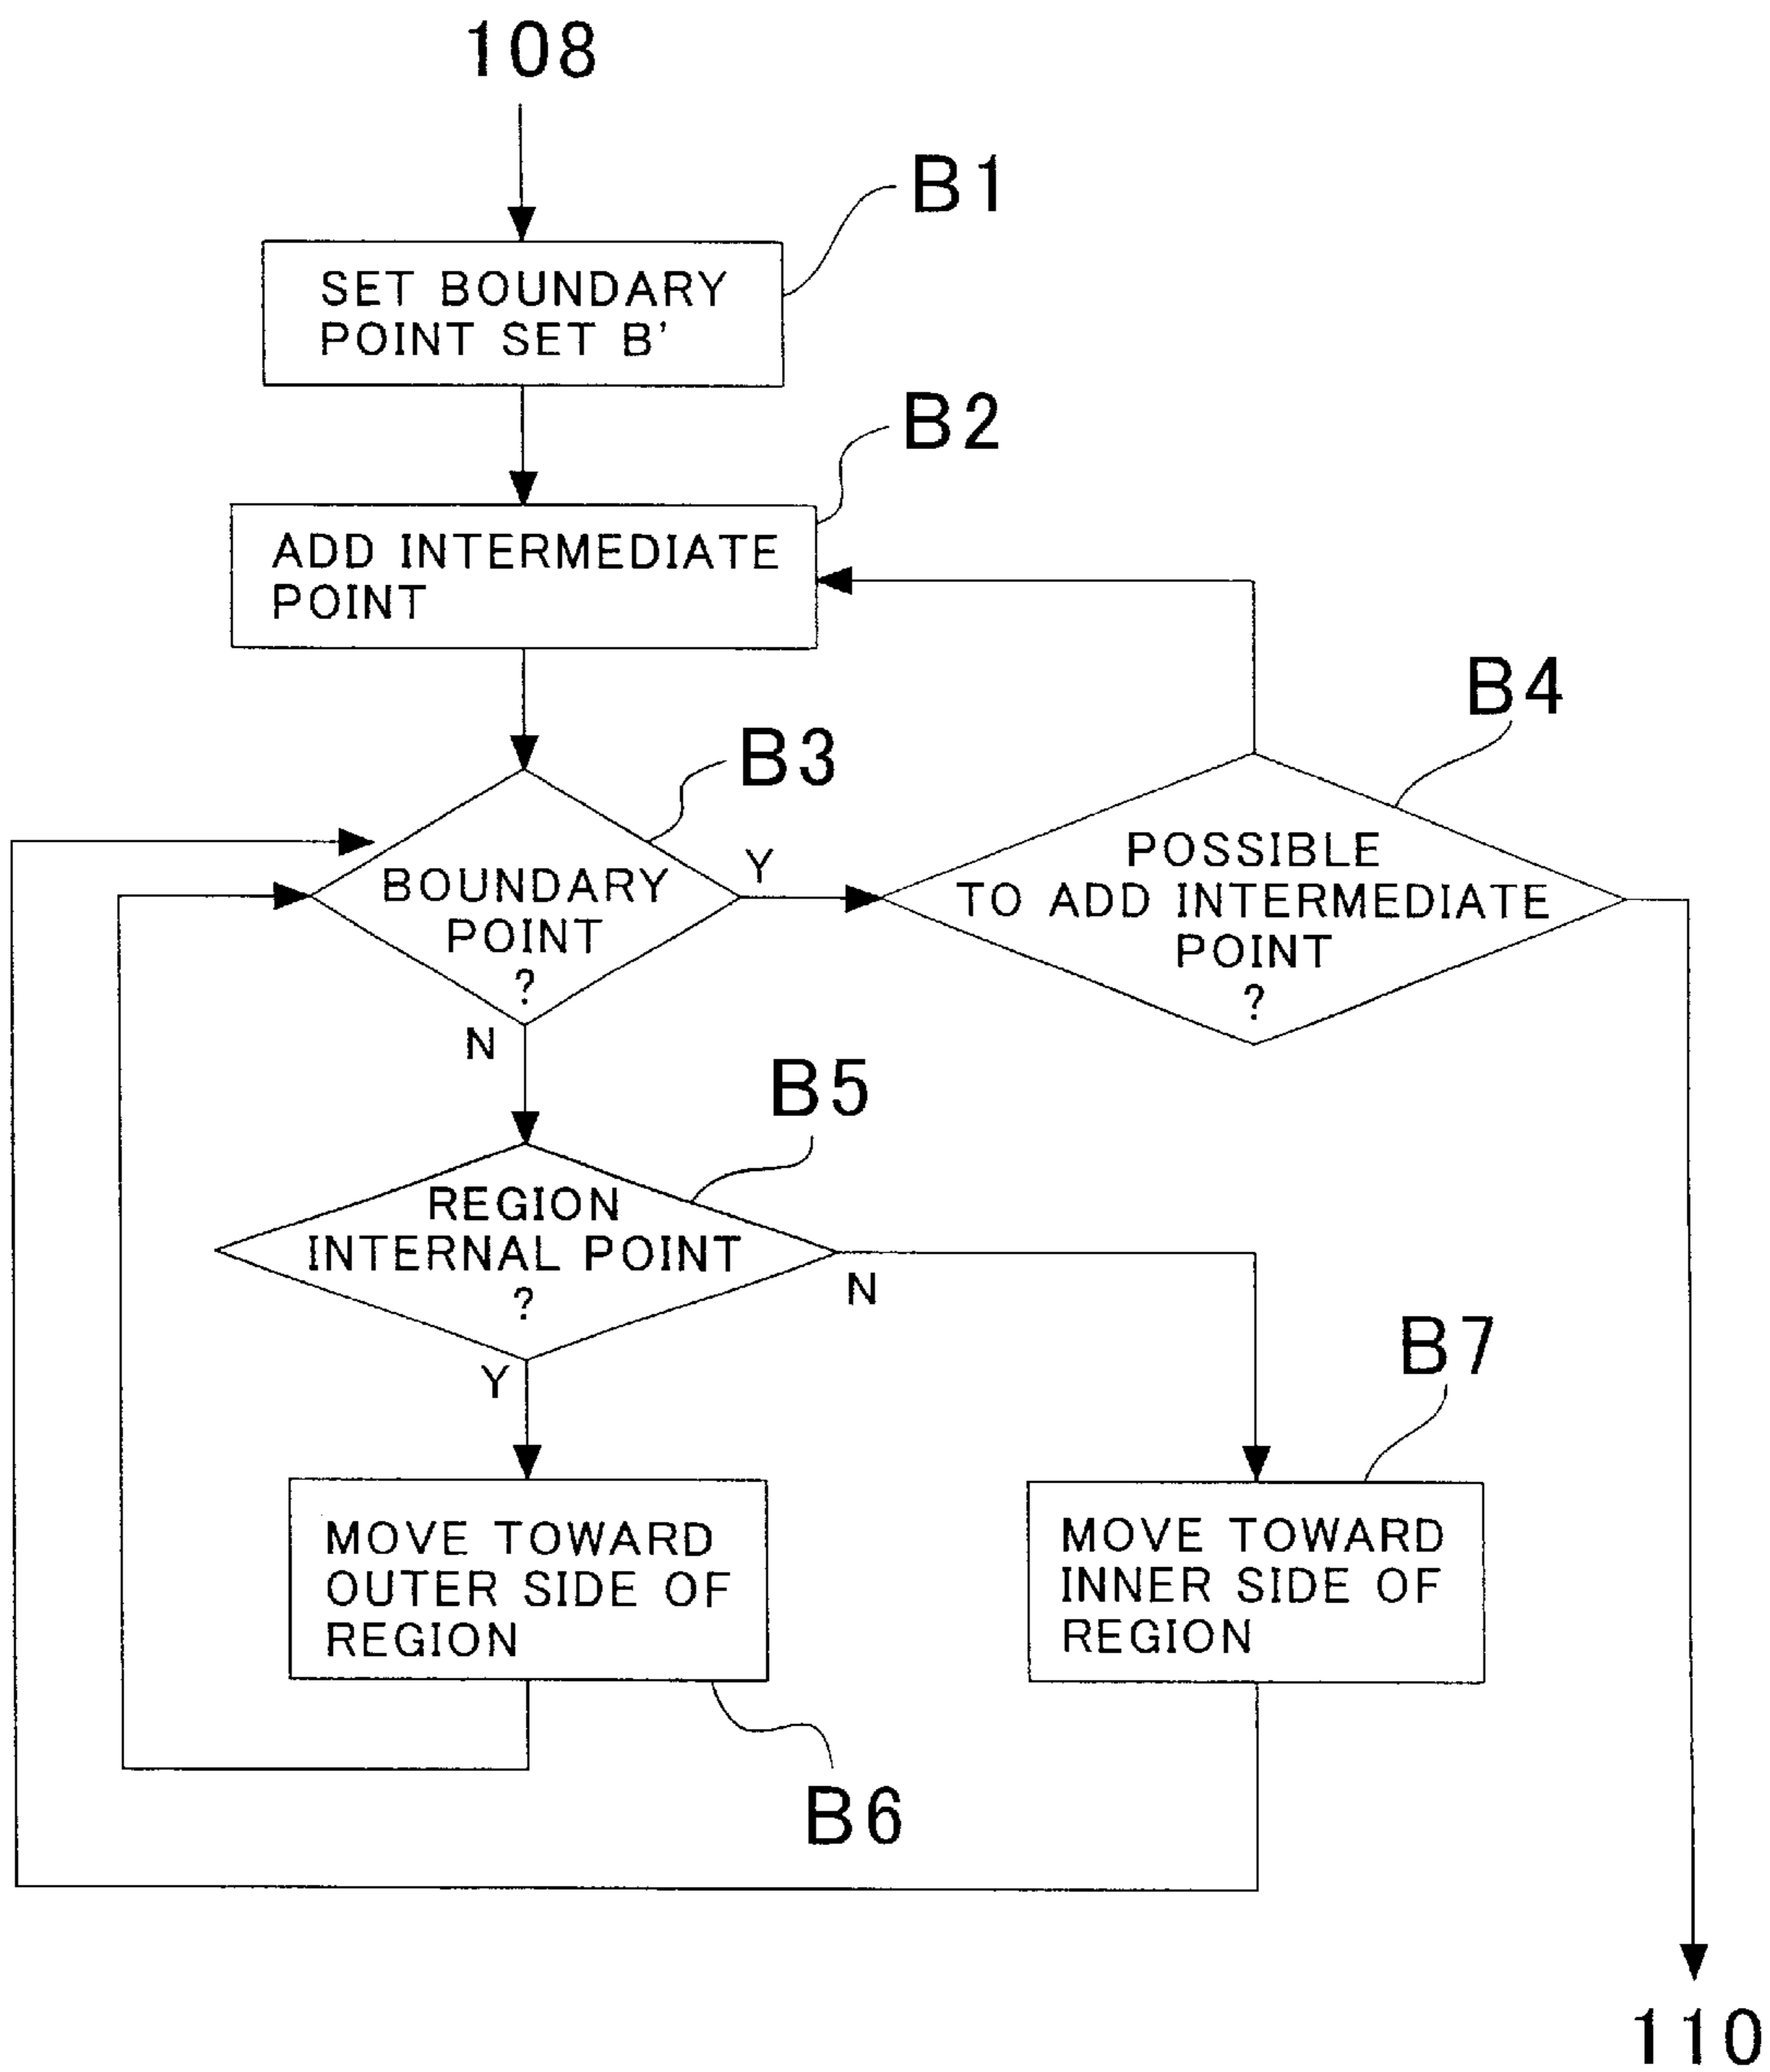 108
B1
SET BOUNDARY
POINT SET B'
B2
ADD INTERMEDIATE
POINT
B3
B4
BOUNDARY
POINT
?
Y
N
POSSIBLE
TO ADD INTERMEDIATE
POINT
?
B5
REGION
INTERNAL POINT
?
N
Y
B7
MOVE TOWARD
OUTER SIDE OF
REGION
MOVE TOWARD
INNER SIDE OF
REGION
B6
110